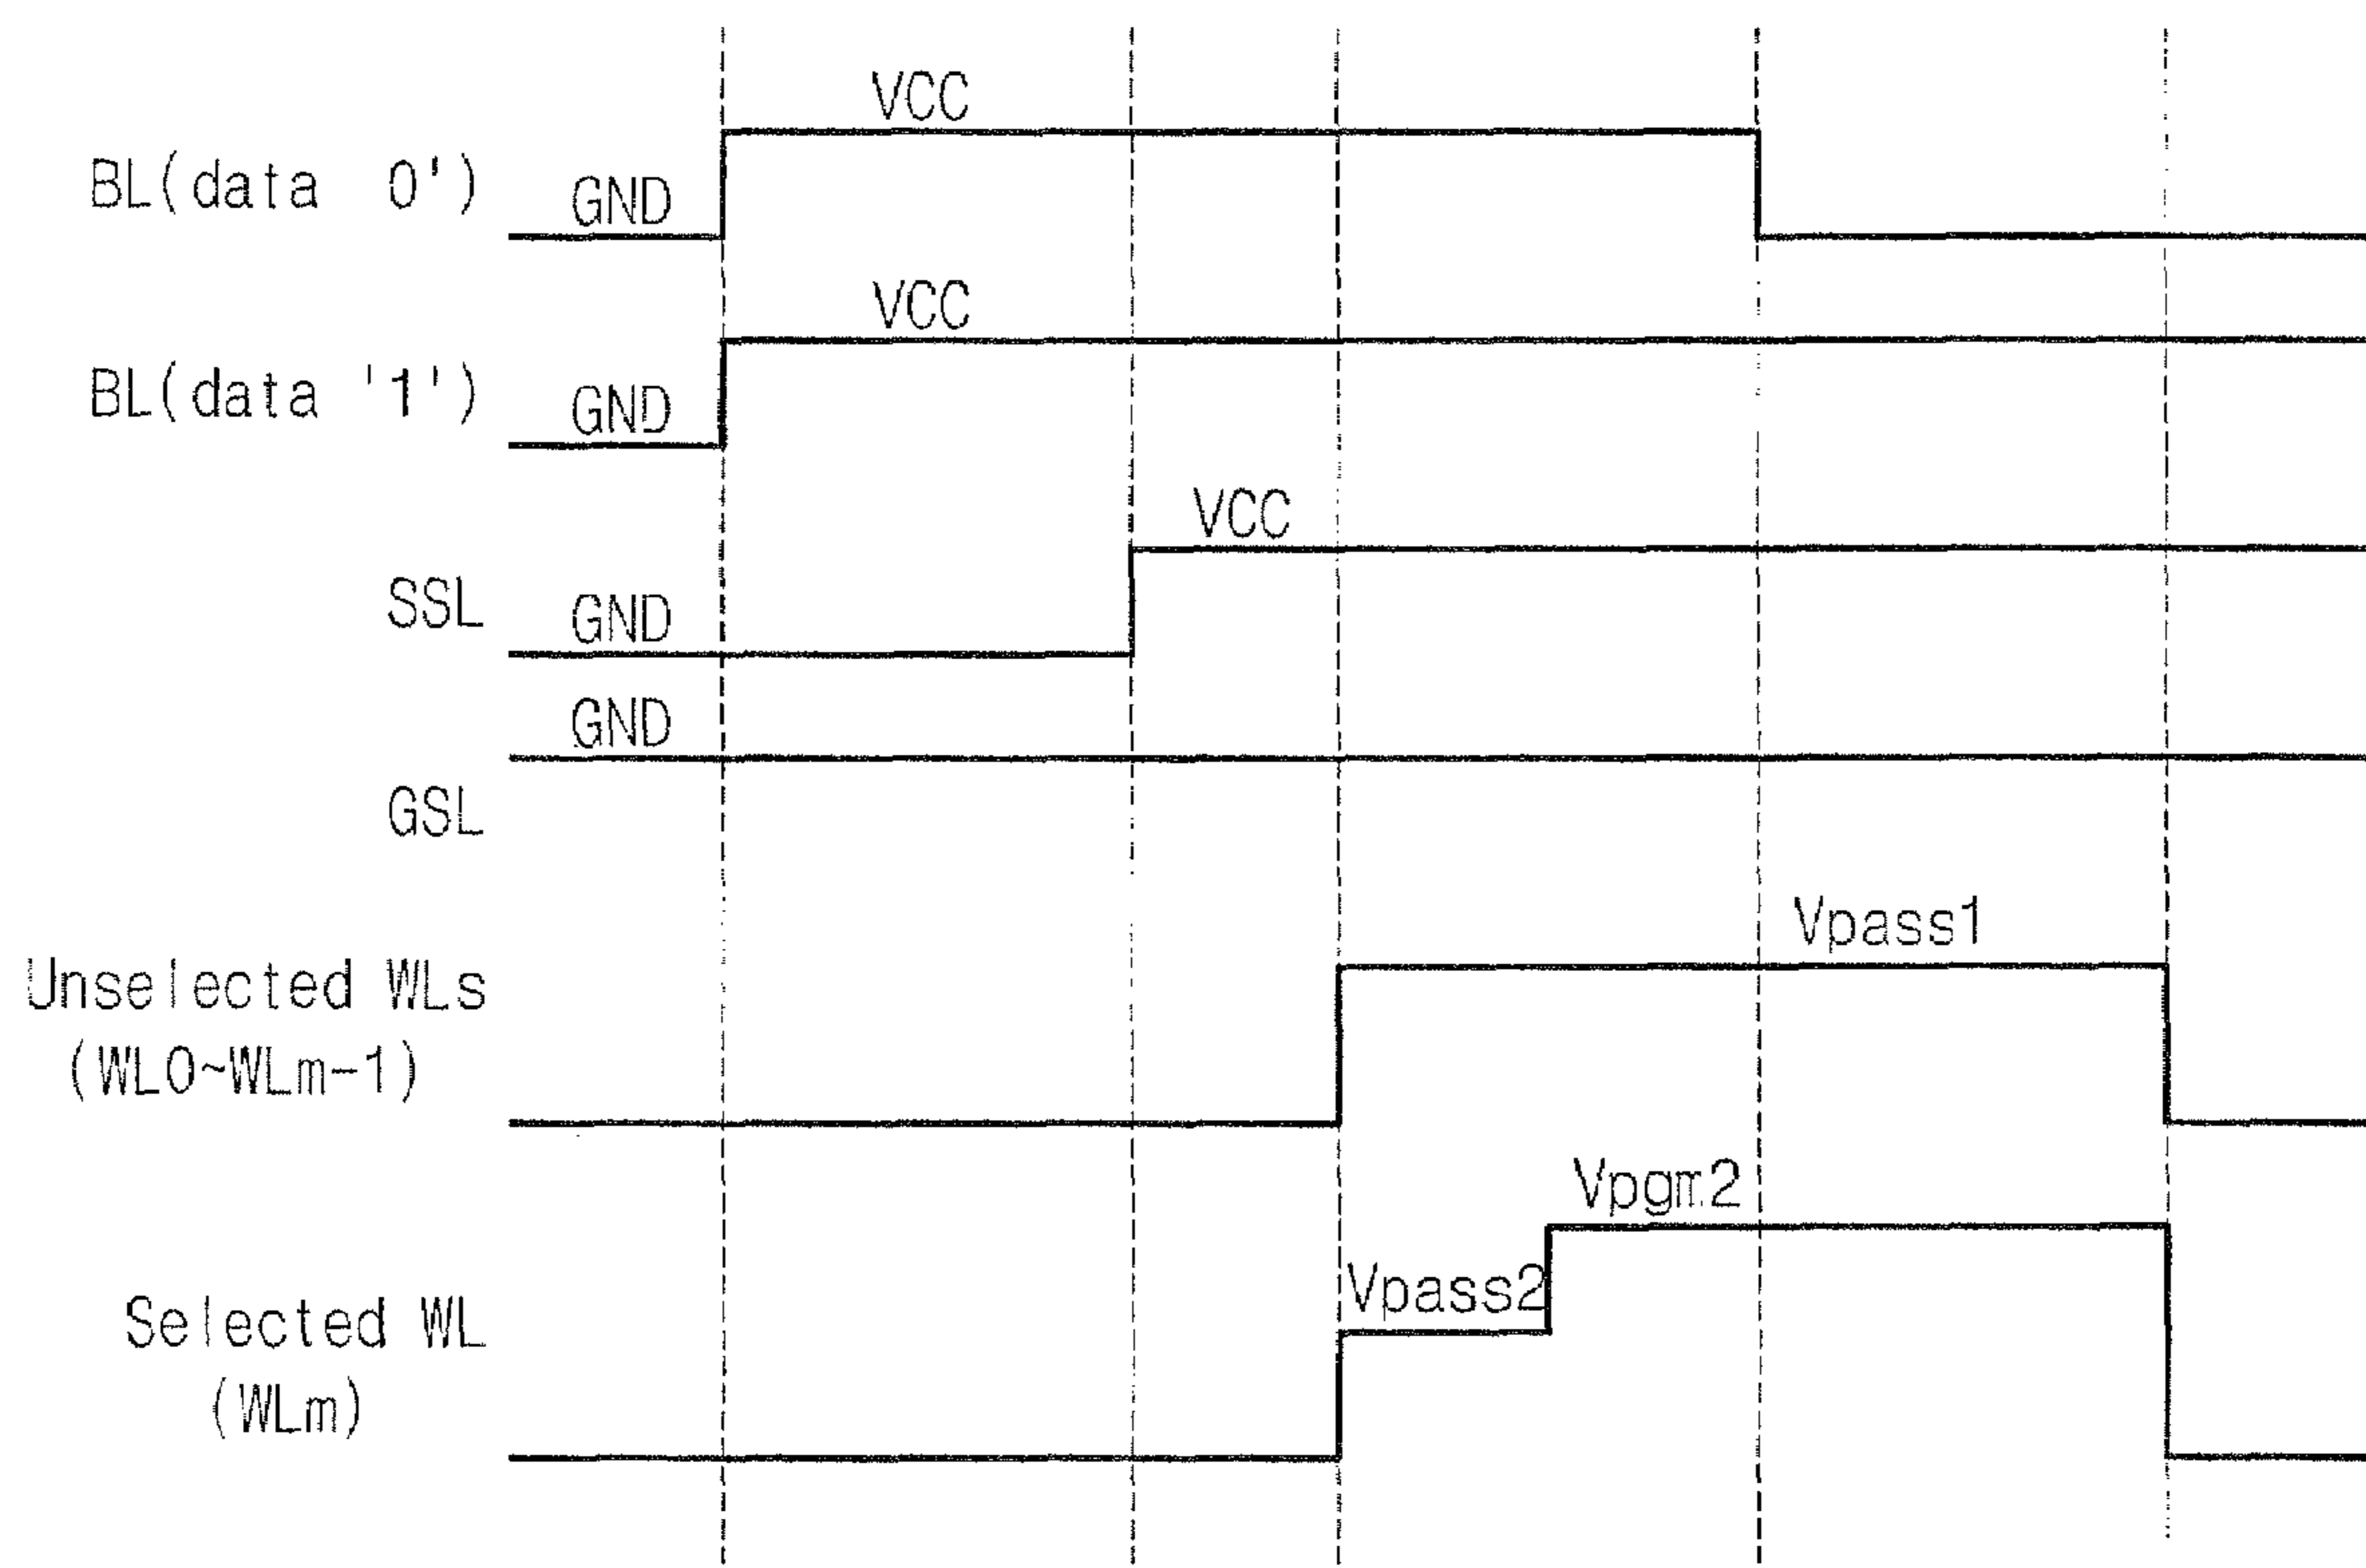 VCC
BL(data 0') GND
VCC
BL(data '1') GND
VCC
SSL GND
GND
GSL
Vpass1
Unselected WLs
(WL0~WLm-1)
Vpgm2
Vpass2
Selected WL
(WLm)